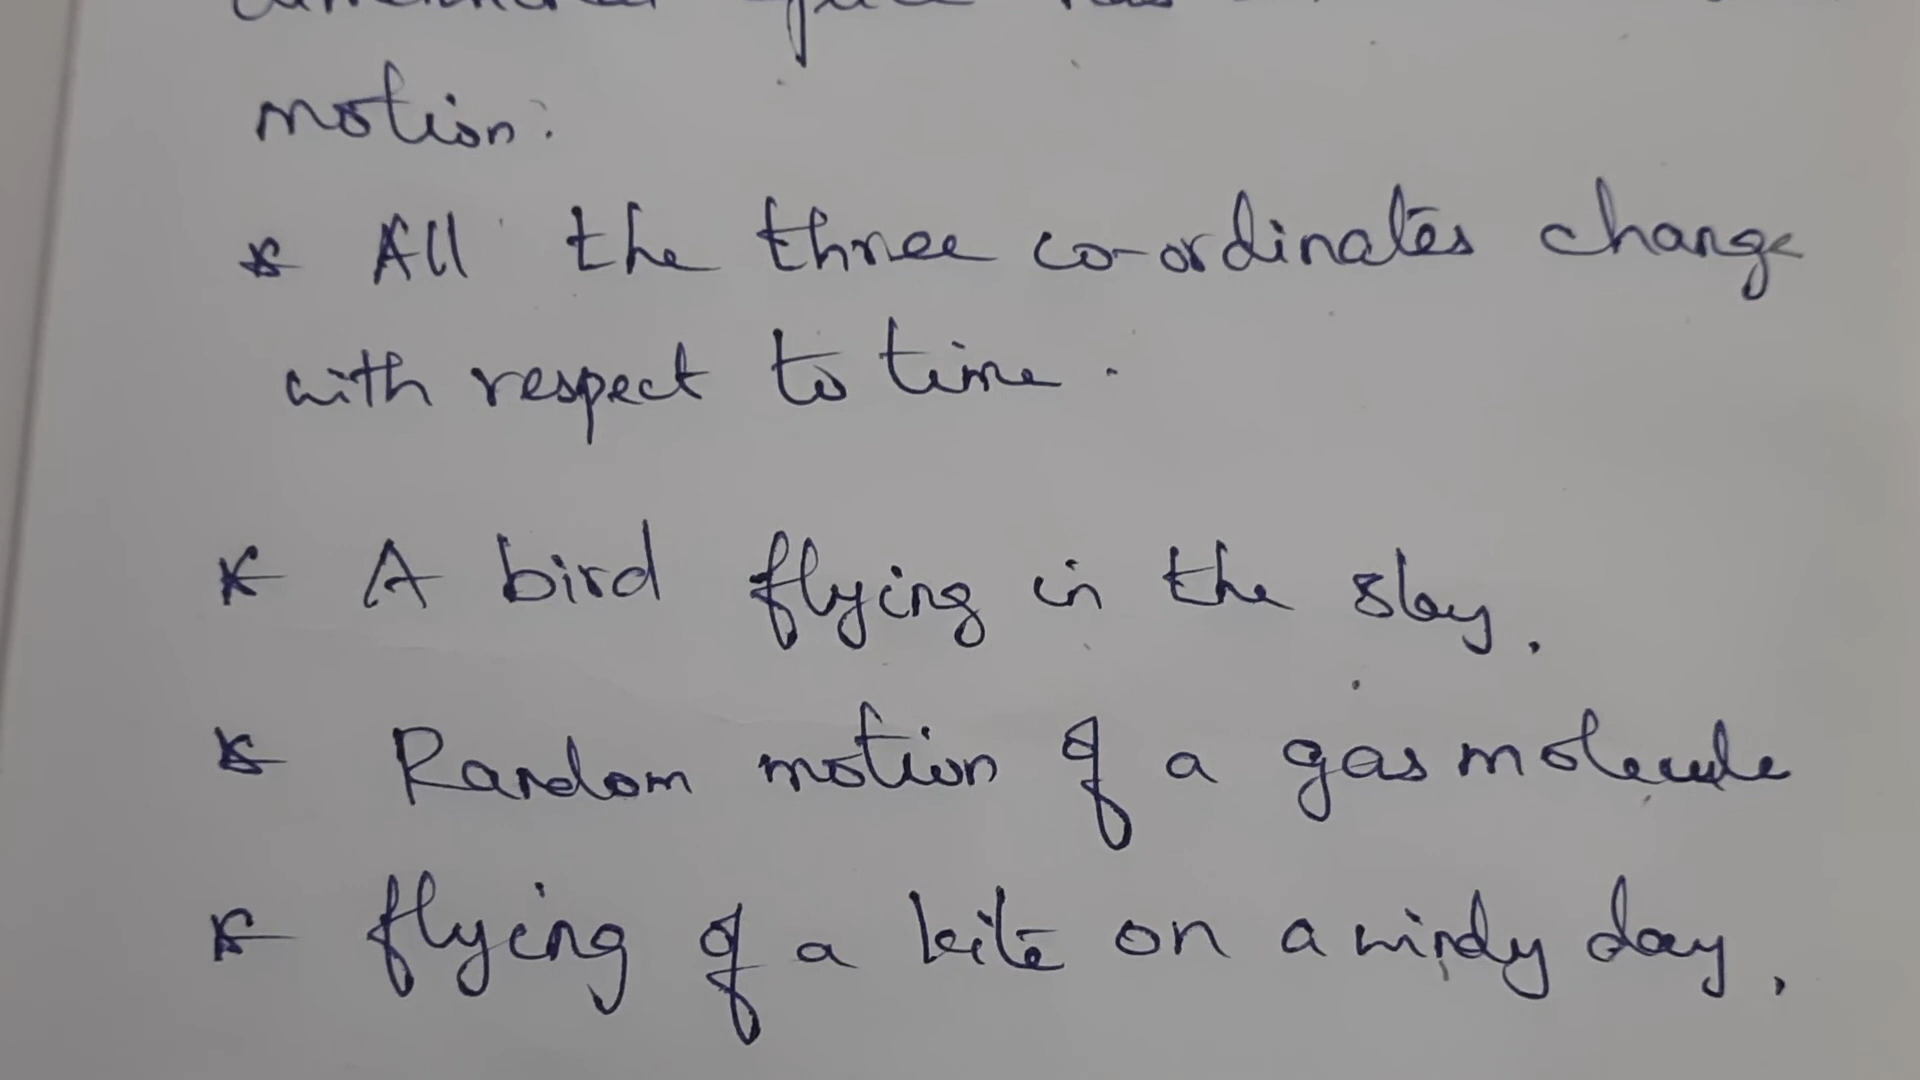 motion:
* All the three co-ordinates change
with respect to time.
* A bird flying in the sky.
* Random motion of a gas molecule
* flying of a kite on a windy day.